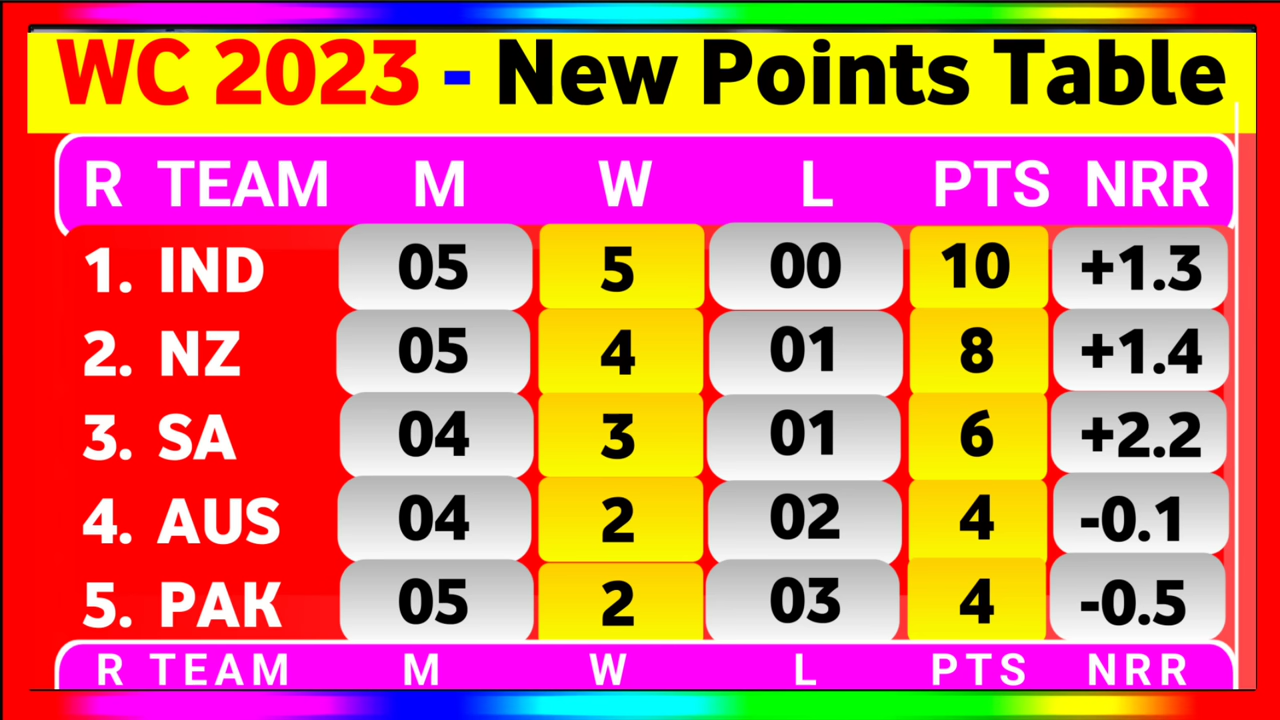 WC 2023 - New Points Table
R TEAM M W L PTS NRR
1. IND 05 5 00 10 +1.3
2. NZ 05 4 01 8 +1.4
3. SA 04 3 01 6 +2.2
4. AUS 04 2 02 4 -0.1
5. PAK 05 2 03 4 -0.5
R TEAM M W L PTS NRR